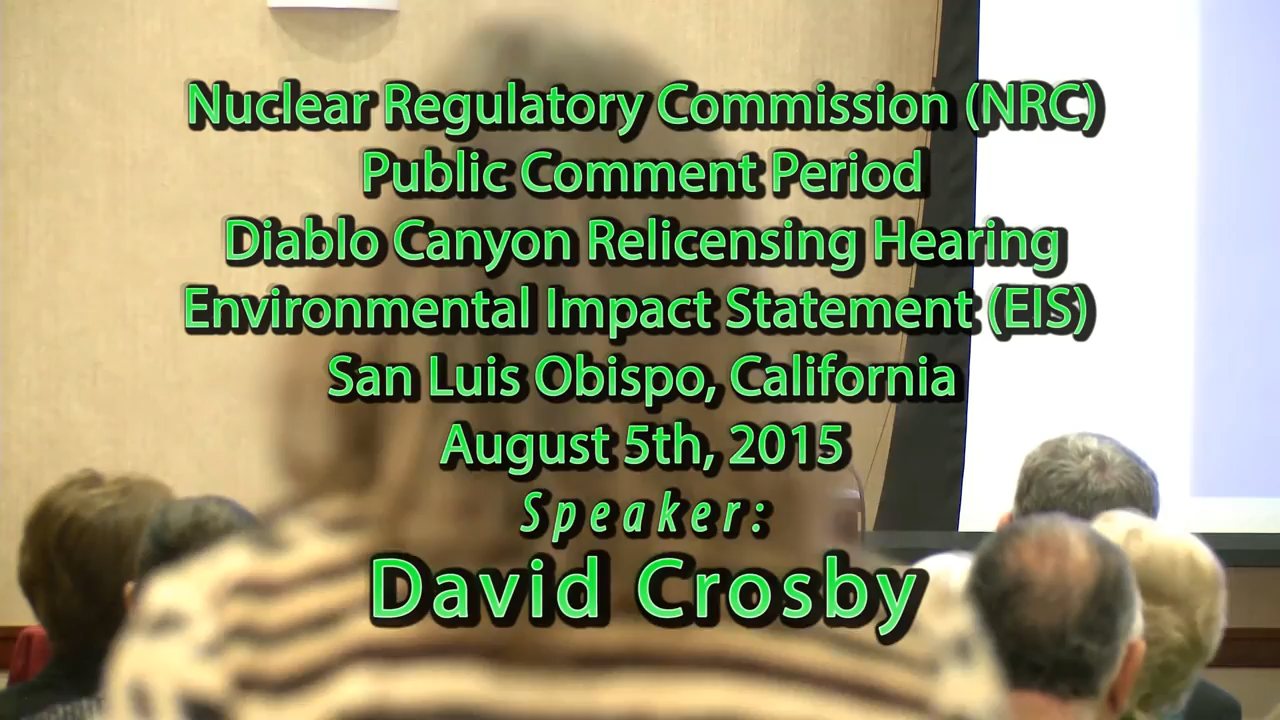 Nuclear Regulatory Commission (NRC)
Public Comment Period
Diablo Canyon Relicensing Hearing
Environmental Impact Statement (EIS)
San Luis Obispo, California
August 5th, 2015
Speaker:
David Crosby